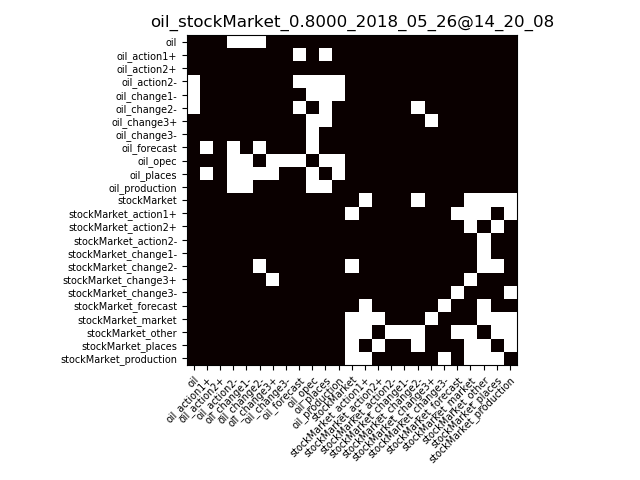 oil_stockMarket_0.8000_2018_05_26@14_20_08
oil
oil_action1+
oil_action2+
oil_action2-
oil_change1-
oil_change2-
oil_change3+
oil_change3-
oil_forecast
oil_opec
oil_places
oil_production
stockMarket
stockMarket_action1+
stockMarket_action2+
stockMarket_action2-
stockMarket_change1-
stockMarket_change2-
stockMarket_change3+
stockMarket_change3-
stockMarket_forecast
stockMarket_market
stockMarket_other
stockMarket_places
stockMarket_production
oil
oil_action1+
oil_action2+
oil_action2-
oil_change1-
oil_change2-
oil_change3+
oil_change3-
oil_forecast
oil_opec
oil_places
oil_production
stockMarket
stockMarket_action1+
stockMarket_action2+
stockMarket_action2-
stockMarket_change1-
stockMarket_change2-
stockMarket_change3+
stockMarket_change3-
stockMarket_forecast
stockMarket_market
stockMarket_other
stockMarket_places
stockMarket_production